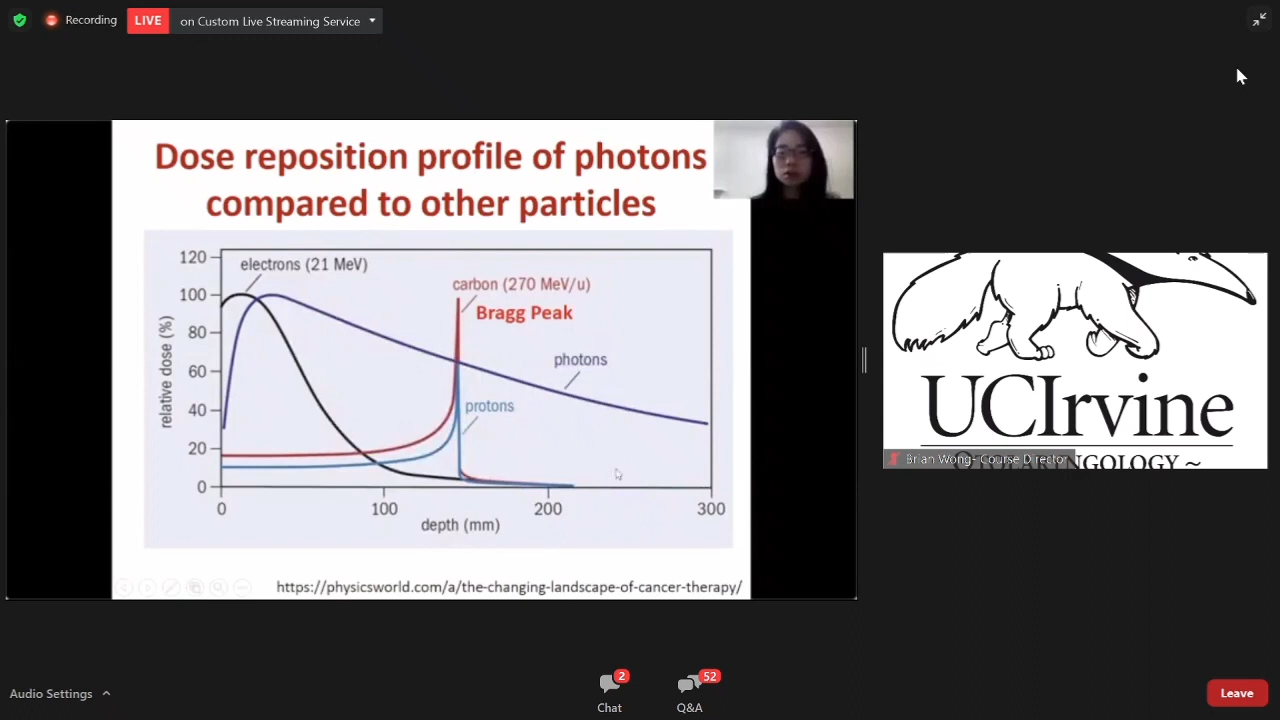 Recording
LIVE
on Custom Live Streaming Service
Dose reposition profile of photons
compared to other particles
120
100
80
60
40
20
0
relative dose (%)
electrons (21 MeV)
carbon (270 MeV/u)
Bragg Peak
photons
protons
0
100
200
300
depth (mm)
https://physicsworld.com/a/the-changing-landscape-of-cancer-therapy/
UCIrvine
Brian Wong- Course Director
Audio Settings
2
Chat
52
Q&A
Leave